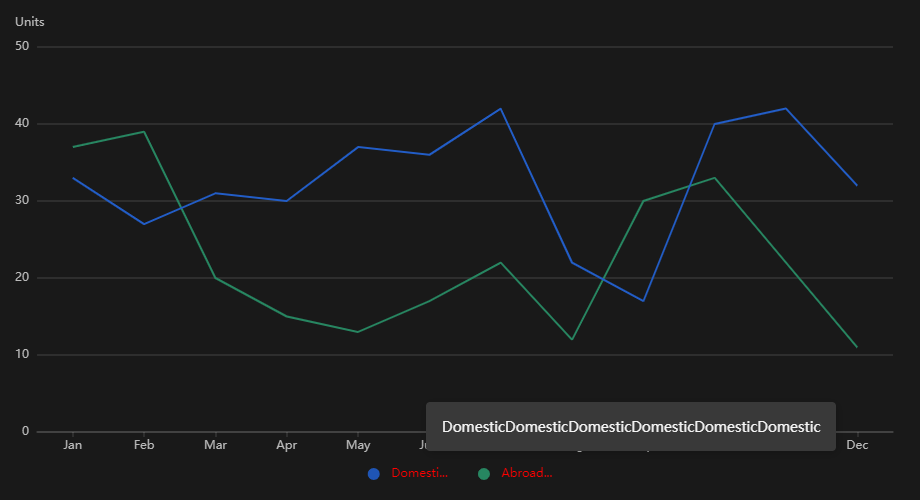 Units
50
40
30
20
10
0
Jan Feb Mar Apr May Dec
DomesticDomesticDomesticDomesticDomesticDomestic
Domesti... Abroad...